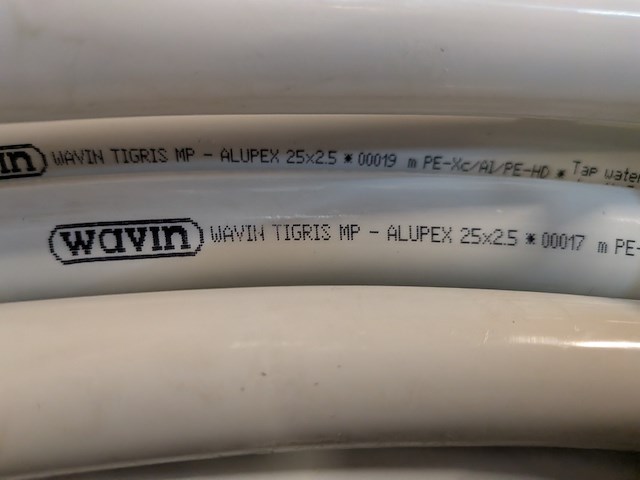 WAVIN TIGRIS MP - ALUPEX 25x2.5 * 00019 m PE-Xc/Al/PE-HD * Tap water
wavin WAVIN TIGRIS MP - ALUPEX 25x2.5 * 00017 m PE-